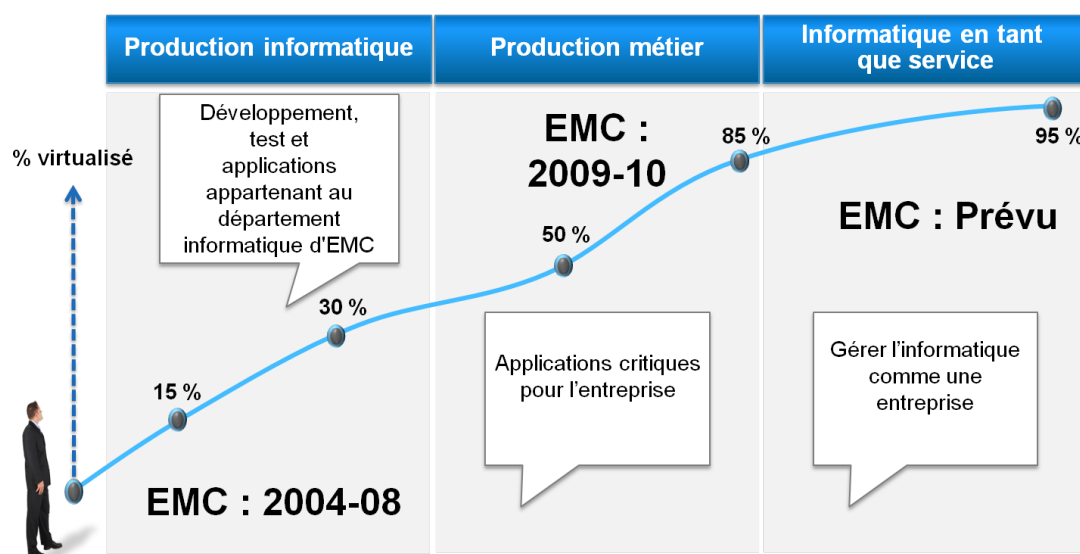 Production informatique
Production métier
Informatique en tant
que service
% virtualisé
Développement,
test et
applications
appartenant au
département
informatique d'EMC
15 %
30 %
EMC : 2004-08
EMC :
2009-10
50 %
85 %
Applications critiques
pour l’entreprise
95 %
EMC : Prévu
Gérer l’informatique
comme une
entreprise